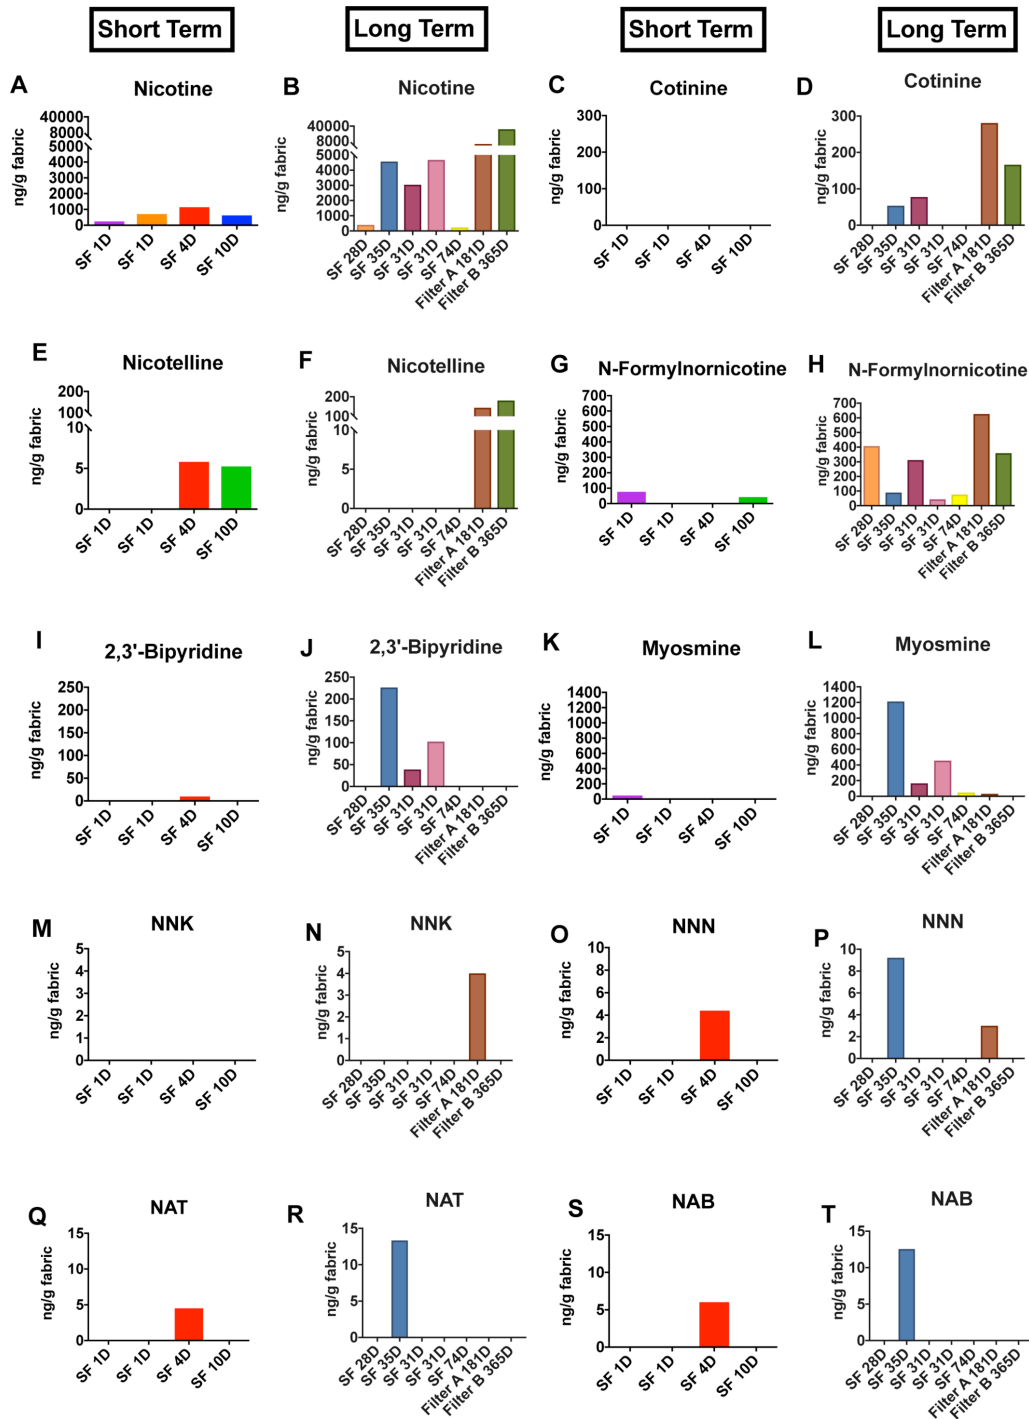 Short Term
Long Term
Short Term
Long Term
A
Nicotine
ng/g fabric
40000
8000
5000
4000
3000
2000
1000
0
SF 1D
SF 1D
SF 4D
SF 10D
B
Nicotine
ng/g fabric
40000
8000
5000
4000
3000
2000
1000
0
SF 28D
SF 35D
SF 31D
SF 31D
SF 74D
Filter A 181D
Filter B 365D
C
Cotinine
ng/g fabric
300
200
100
0
SF 1D
SF 1D
SF 4D
SF 10D
D
Cotinine
ng/g fabric
300
200
100
0
SF 28D
SF 35D
SF 31D
SF 31D
SF 74D
Filter A 181D
Filter B 365D
E
Nicotelline
ng/g fabric
200
100
10
5
0
SF 1D
SF 1D
SF 4D
SF 10D
F
Nicotelline
ng/g fabric
200
100
10
5
0
SF 28D
SF 35D
SF 31D
SF 31D
SF 74D
Filter A 181D
Filter B 365D
G
N-Formylnornicotine
ng/g fabric
700
600
500
400
300
200
100
0
SF 1D
SF 1D
SF 4D
SF 10D
H
N-Formylnornicotine
ng/g fabric
700
600
500
400
300
200
100
0
SF 28D
SF 35D
SF 31D
SF 31D
SF 74D
Filter A 181D
Filter B 365D
I
2,3'-Bipyridine
ng/g fabric
250
200
150
100
50
0
SF 1D
SF 1D
SF 4D
SF 10D
J
2,3'-Bipyridine
ng/g fabric
250
200
150
100
50
0
SF 28D
SF 35D
SF 31D
SF 31D
SF 74D
Filter A 181D
Filter B 365D
K
Myosmine
ng/g fabric
1400
1200
1000
800
600
400
200
0
SF 1D
SF 1D
SF 4D
SF 10D
L
Myosmine
ng/g fabric
1400
1200
1000
800
600
400
200
0
SF 28D
SF 35D
SF 31D
SF 31D
SF 74D
Filter A 181D
Filter B 365D
M
NNK
ng/g fabric
5
4
3
2
1
0
SF 1D
SF 1D
SF 4D
SF 10D
N
NNK
ng/g fabric
5
4
3
2
1
0
SF 28D
SF 35D
SF 31D
SF 31D
SF 74D
Filter A 181D
Filter B 365D
O
NNN
ng/g fabric
10
8
6
4
2
0
SF 1D
SF 1D
SF 4D
SF 10D
P
NNN
ng/g fabric
10
8
6
4
2
0
SF 28D
SF 35D
SF 31D
SF 31D
SF 74D
Filter A 181D
Filter B 365D
Q
NAT
ng/g fabric
15
10
5
0
SF 1D
SF 1D
SF 4D
SF 10D
R
NAT
ng/g fabric
15
10
5
0
SF 28D
SF 35D
SF 31D
SF 31D
SF 74D
Filter A 181D
Filter B 365D
S
NAB
ng/g fabric
15
10
5
0
SF 1D
SF 1D
SF 4D
SF 10D
T
NAB
ng/g fabric
15
10
5
0
SF 28D
SF 35D
SF 31D
SF 31D
SF 74D
Filter A 181D
Filter B 365D